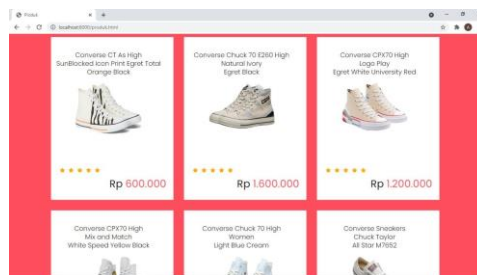 Produk
localhost:5500/produk.html
Converse CT As High
SunBlocked Icon Print Egret Total
Orange Black
Rp 600.000
Converse Chuck 70 E260 High
Natural Ivory
Egret Black
Rp 1.600.000
Converse CPX70 High
Logo Play
Egret White University Red
Rp 1.200.000
Converse CPX70 High
Mix and Match
White Speed Yellow Black
Converse Chuck 70 High
Women
Light Blue Cream
Converse Sneakers
Chuck Taylor
All Star M7652